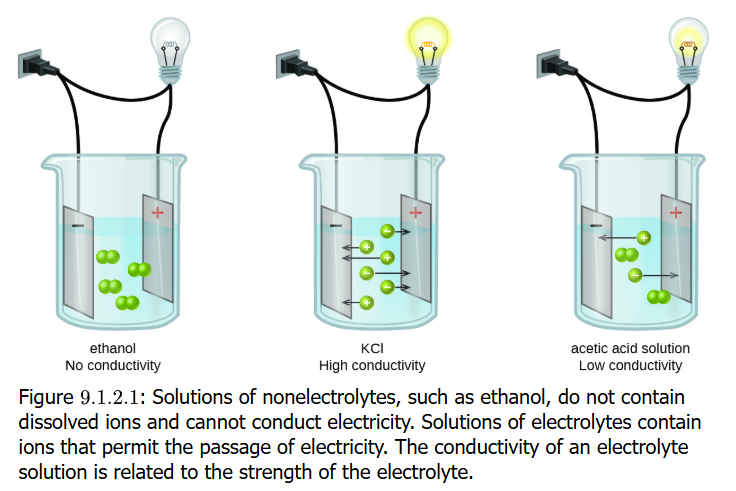 −
+
−
+
−
+
+
−
−
+
−
+
+
−
ethanol
No conductivity
KCl
High conductivity
acetic acid solution
Low conductivity
Figure 9.1.2.1: Solutions of nonelectrolytes, such as ethanol, do not contain
dissolved ions and cannot conduct electricity. Solutions of electrolytes contain
ions that permit the passage of electricity. The conductivity of an electrolyte
solution is related to the strength of the electrolyte.